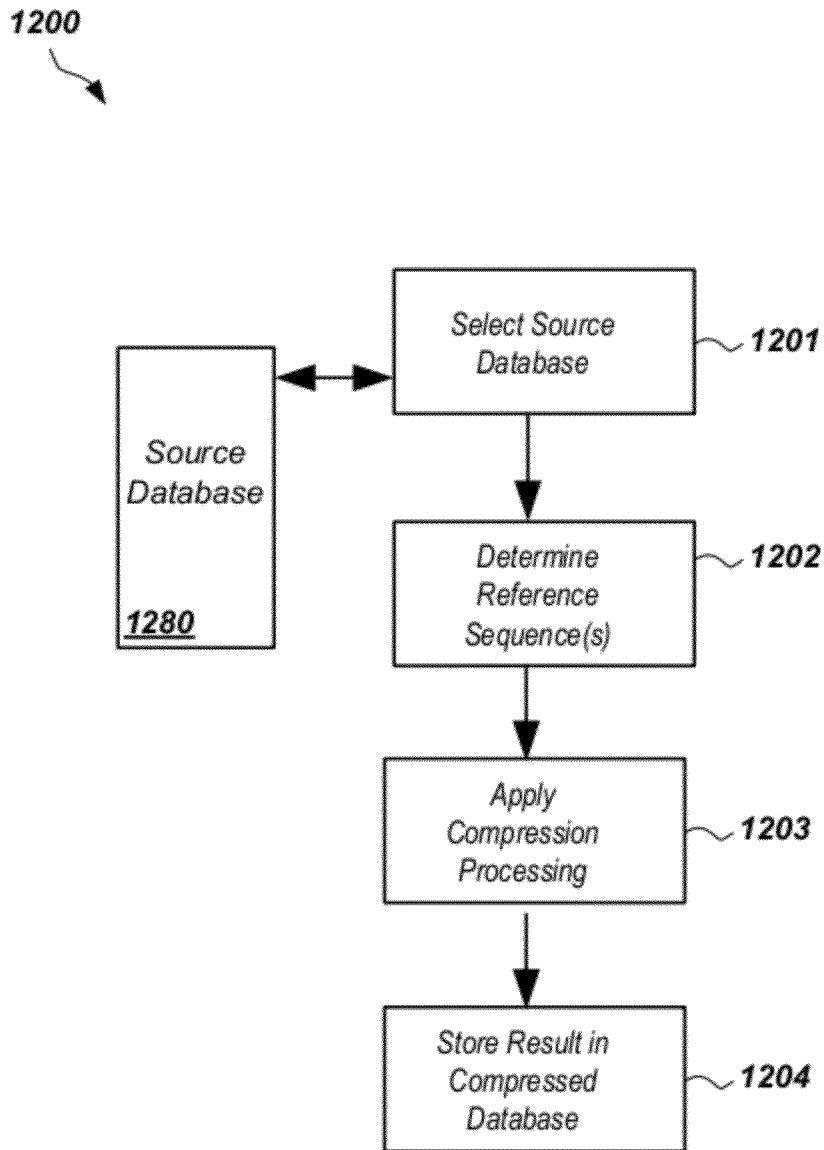 1200
Select Source
Database
1201
Source
Database
1280
Determine
Reference
Sequence(s)
1202
Apply
Compression
Processing
1203
Store Result in
Compressed
Database
1204